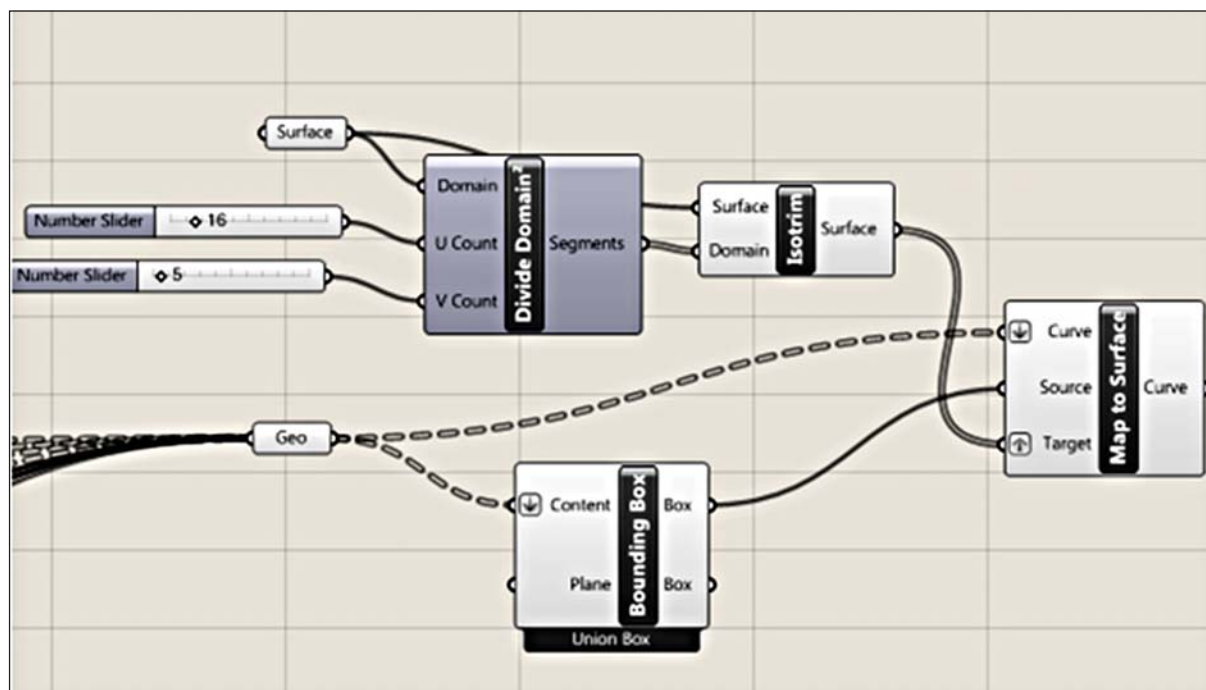 Surface
Number Slider 16
Number Slider 5
Domain
U Count
V Count
Divide Domain²
Segments
Surface
Domain
Isotrim
Surface
Geo
Content
Plane
Bounding Box
Box
Box
Union Box
Curve
Source
Target
Map to Surface
Curve